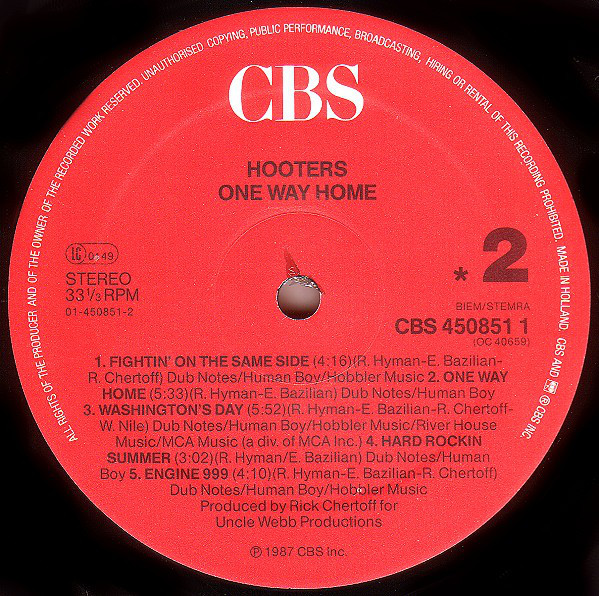 ALL RIGHTS OF THE PRODUCER AND OF THE OWNER OF THE RECORDED WORK RESERVED. UNAUTHORISED COPYING, PUBLIC PERFORMANCE, BROADCASTING, HIRING OR RENTAL OF THIS RECORDING PROHIBITED. MADE IN HOLLAND. CBS AND ® CBS INC.
CBS
HOOTERS
ONE WAY HOME
LC 0149
STEREO
33 1/3 RPM
01-450851-2
* 2
BIEM/STEMRA
CBS 450851 1
(OC 40659)
1. FIGHTIN' ON THE SAME SIDE (4:16)(R. Hyman-E. Bazilian-
R. Chertoff) Dub Notes/Human Boy/Hobbler Music 2. ONE WAY
HOME (5:33)(R. Hyman-E. Bazilian) Dub Notes/Human Boy
3. WASHINGTON'S DAY (5:52)(R. Hyman-E. Bazilian-R. Chertoff-
W. Nile) Dub Notes/Human Boy/Hobbler Music/River House
Music/MCA Music (a div. of MCA Inc.) 4. HARD ROCKIN
SUMMER (3:02)(R. Hyman/E. Bazilian) Dub Notes/Human
Boy 5. ENGINE 999 (4:10)(R. Hyman-E. Bazilian-R. Chertoff)
Dub Notes/Human Boy/Hobbler Music
Produced by Rick Chertoff for
Uncle Webb Productions
℗ 1987 CBS Inc.